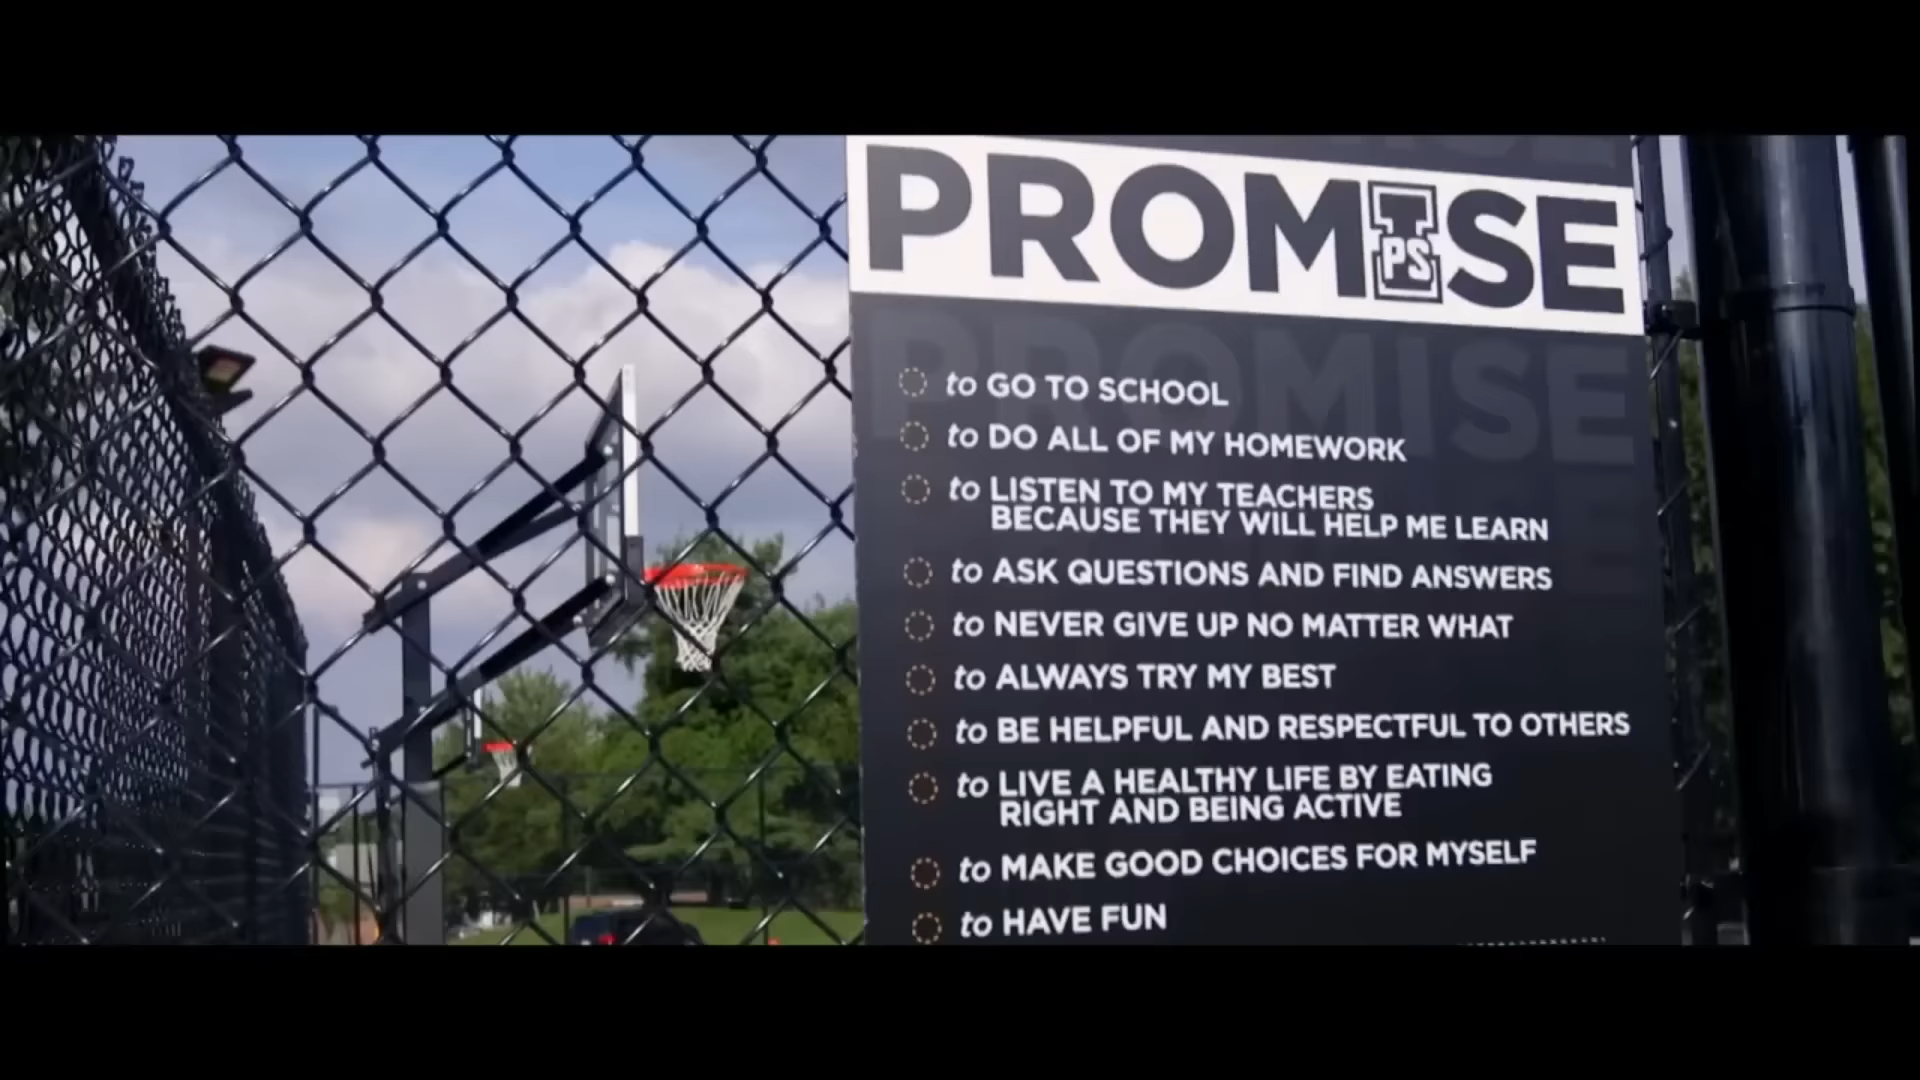 PROMISE
PS
PROMISE
to GO TO SCHOOL
to DO ALL OF MY HOMEWORK
to LISTEN TO MY TEACHERS
BECAUSE THEY WILL HELP ME LEARN
to ASK QUESTIONS AND FIND ANSWERS
to NEVER GIVE UP NO MATTER WHAT
to ALWAYS TRY MY BEST
to BE HELPFUL AND RESPECTFUL TO OTHERS
to LIVE A HEALTHY LIFE BY EATING
RIGHT AND BEING ACTIVE
to MAKE GOOD CHOICES FOR MYSELF
to HAVE FUN